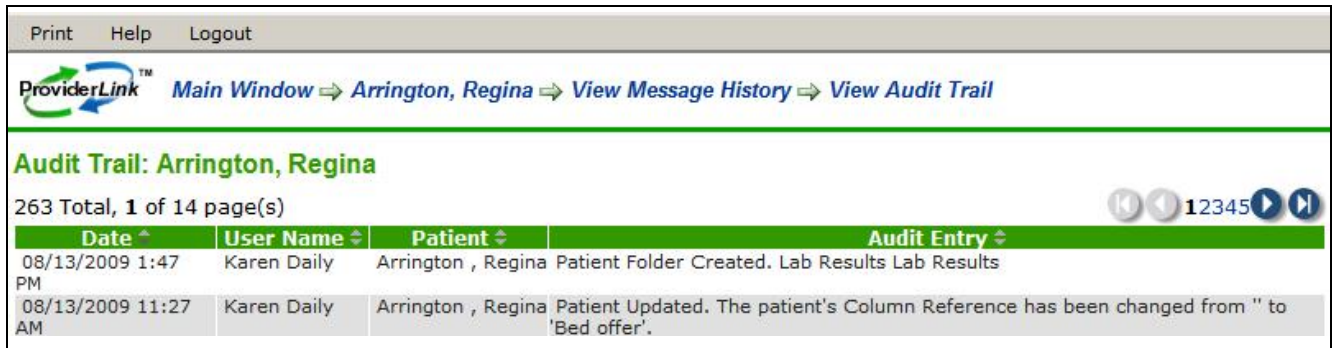 Print Help Logout
ProviderLink™ Main Window ⇨ Arrington, Regina ⇨ View Message History ⇨ View Audit Trail
Audit Trail: Arrington, Regina
263 Total, 1 of 14 page(s) 12345
Date User Name Patient Audit Entry
08/13/2009 1:47 Karen Daily Arrington , Regina Patient Folder Created. Lab Results Lab Results
PM
08/13/2009 11:27 Karen Daily Arrington , Regina Patient Updated. The patient's Column Reference has been changed from '' to
AM 'Bed offer'.